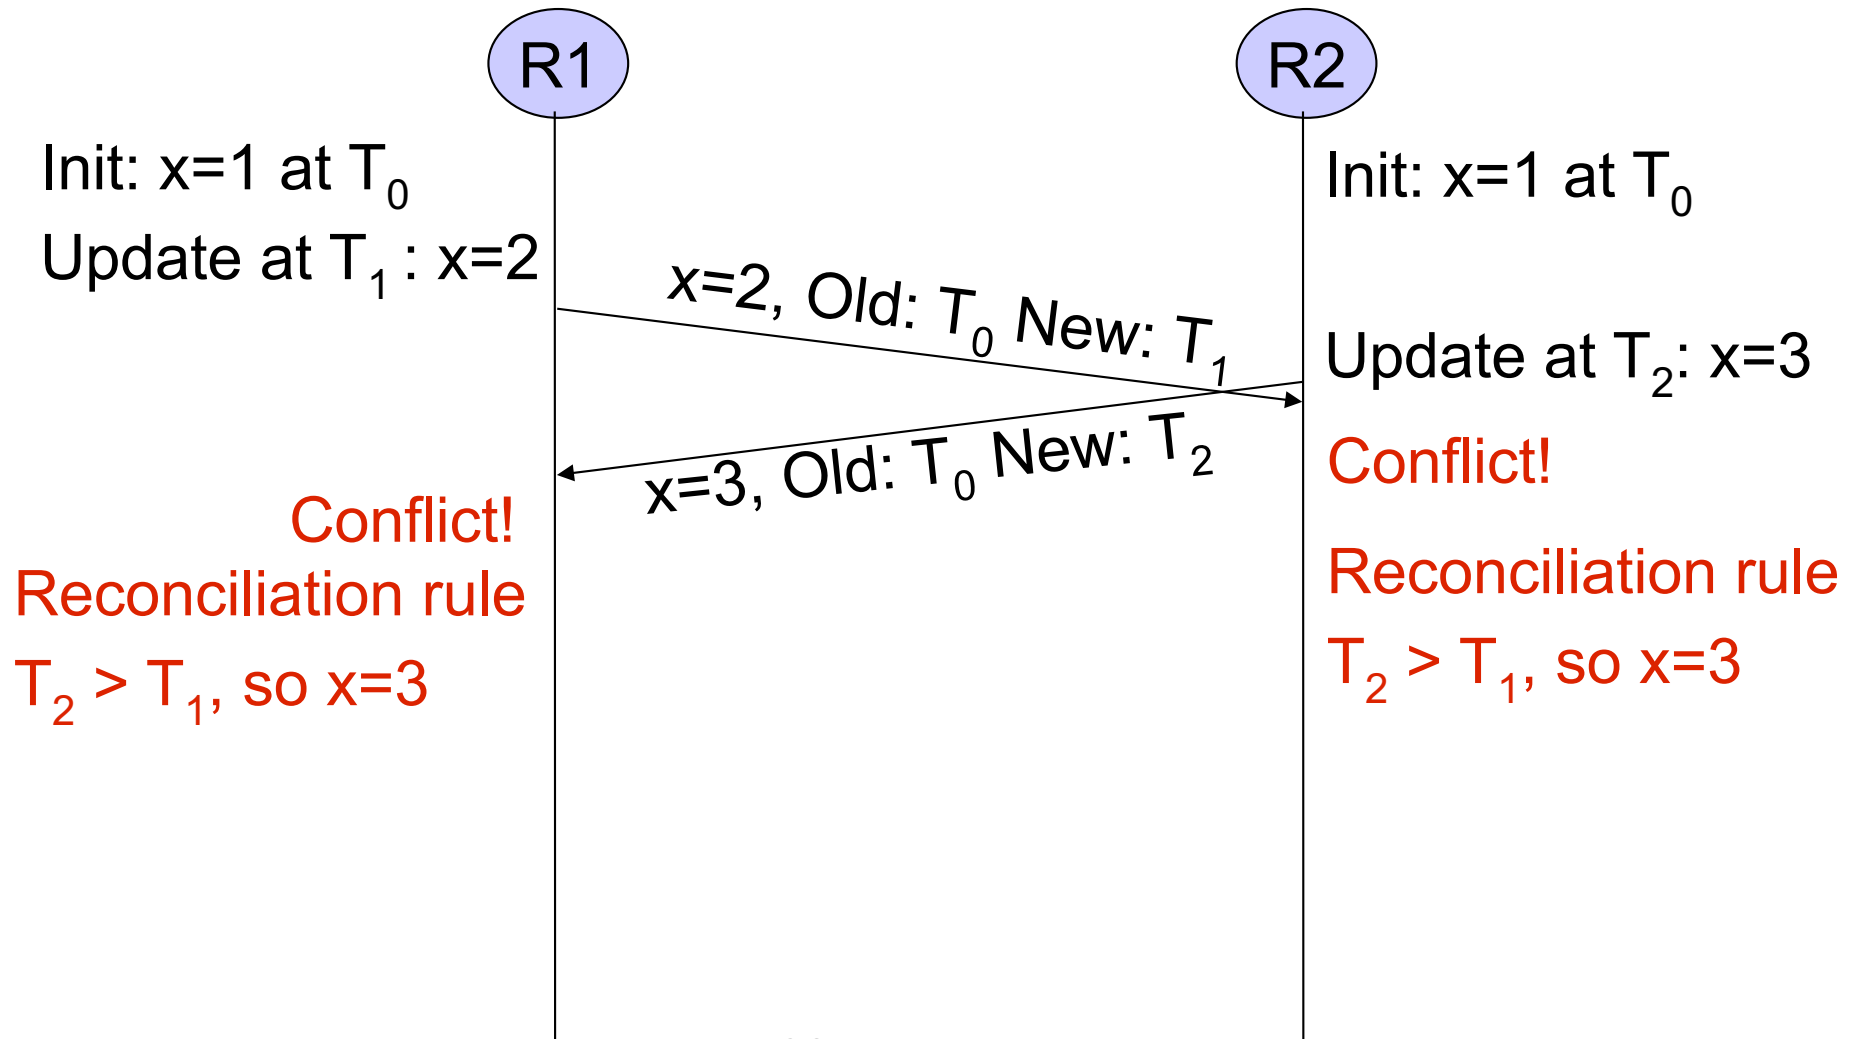 R1
R2
Init: x=1 at T₀
Update at T₁ : x=2
Init: x=1 at T₀
x=2, Old: T₀ New: T₁
Update at T₂: x=3
x=3, Old: T₀ New: T₂
Conflict!
Reconciliation rule
T₂ > T₁, so x=3
Conflict!
Reconciliation rule
T₂ > T₁, so x=3